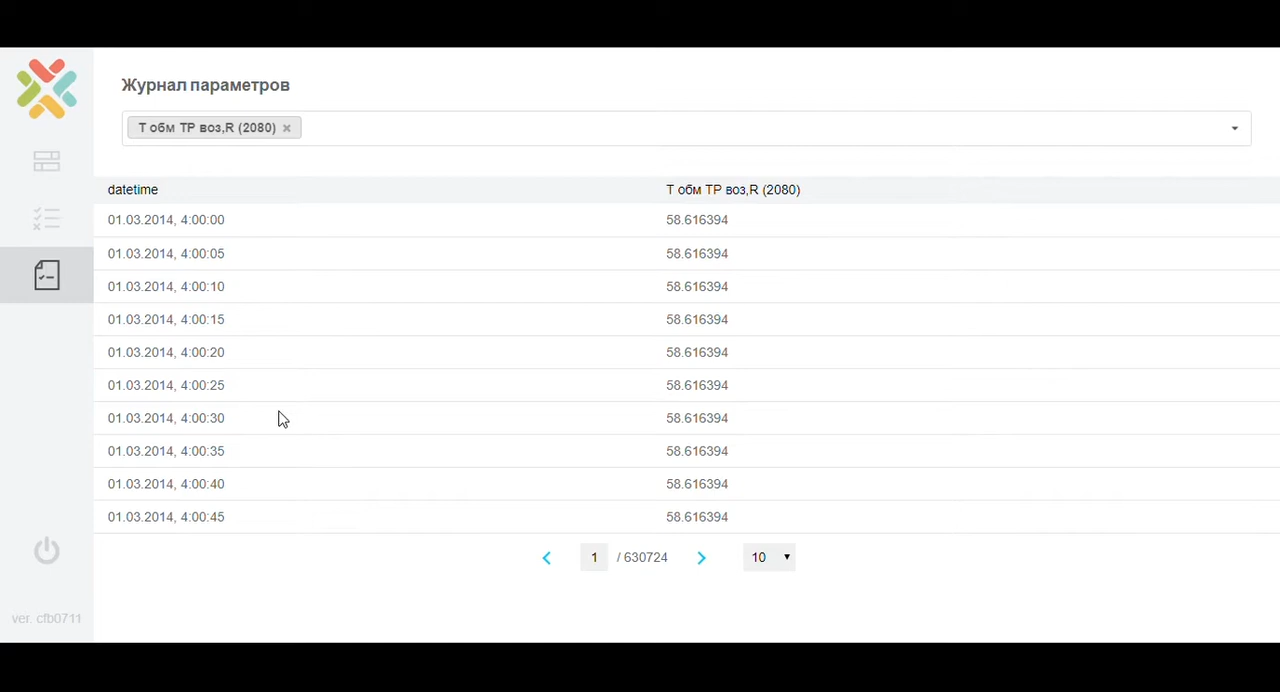 Журнал параметров
Т обм ТР воз,R (2080) ×
datetime Т обм ТР воз,R (2080)
01.03.2014, 4:00:00 58.616394
01.03.2014, 4:00:05 58.616394
01.03.2014, 4:00:10 58.616394
01.03.2014, 4:00:15 58.616394
01.03.2014, 4:00:20 58.616394
01.03.2014, 4:00:25 58.616394
01.03.2014, 4:00:30 58.616394
01.03.2014, 4:00:35 58.616394
01.03.2014, 4:00:40 58.616394
01.03.2014, 4:00:45 58.616394
1 / 630724 10
ver. cfb0711